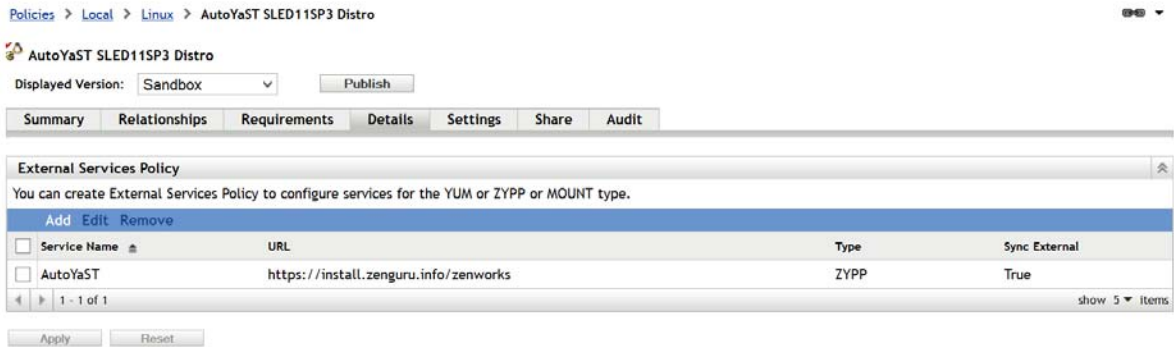 Policies > Local > Linux > AutoYaST SLED11SP3 Distro
AutoYaST SLED11SP3 Distro
Displayed Version: Sandbox Publish
Summary Relationships Requirements Details Settings Share Audit
External Services Policy
You can create External Services Policy to configure services for the YUM or ZYPP or MOUNT type.
Add Edit Remove
Service Name URL Type Sync External
AutoYaST https://install.zenguru.info/zenworks ZYPP True
1 - 1 of 1 show 5 items
Apply Reset